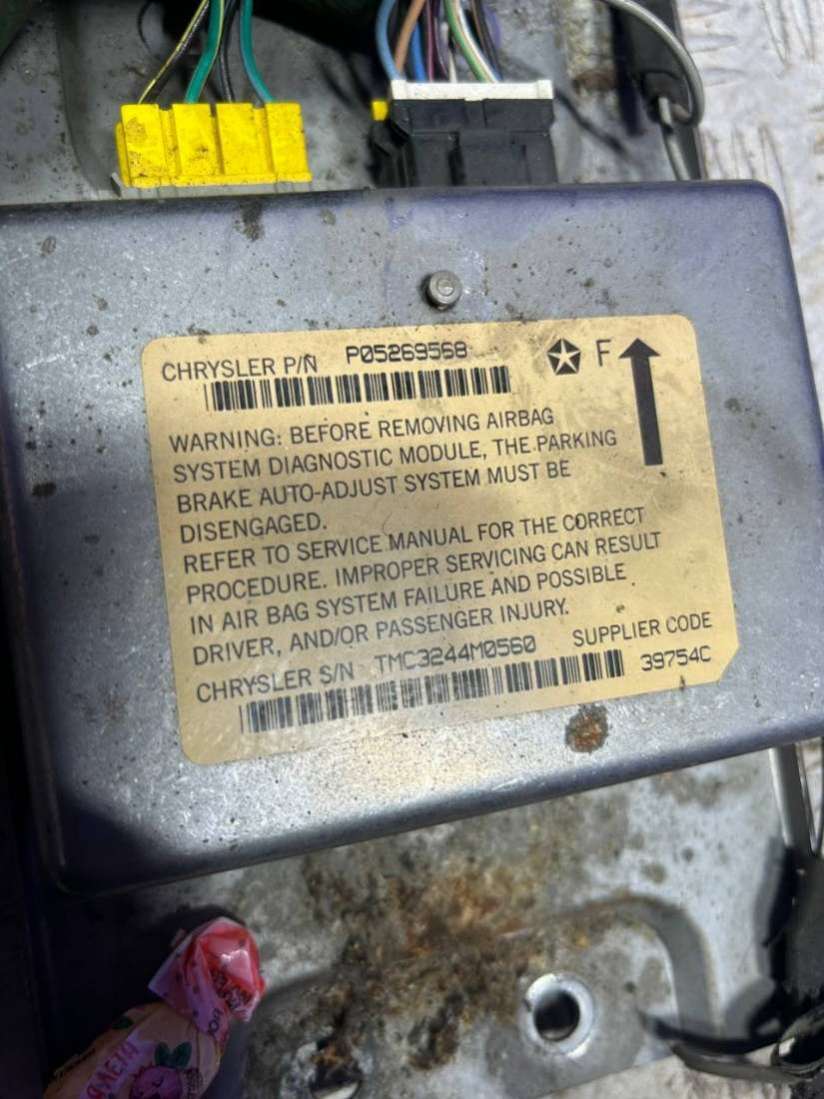 CHRYSLER P/N P05269568
F
WARNING: BEFORE REMOVING AIRBAG
SYSTEM DIAGNOSTIC MODULE, THE PARKING
BRAKE AUTO-ADJUST SYSTEM MUST BE
DISENGAGED.
REFER TO SERVICE MANUAL FOR THE CORRECT
PROCEDURE. IMPROPER SERVICING CAN RESULT
IN AIR BAG SYSTEM FAILURE AND POSSIBLE
DRIVER, AND/OR PASSENGER INJURY.
CHRYSLER S/N TMC3244M0560 SUPPLIER CODE
39754C